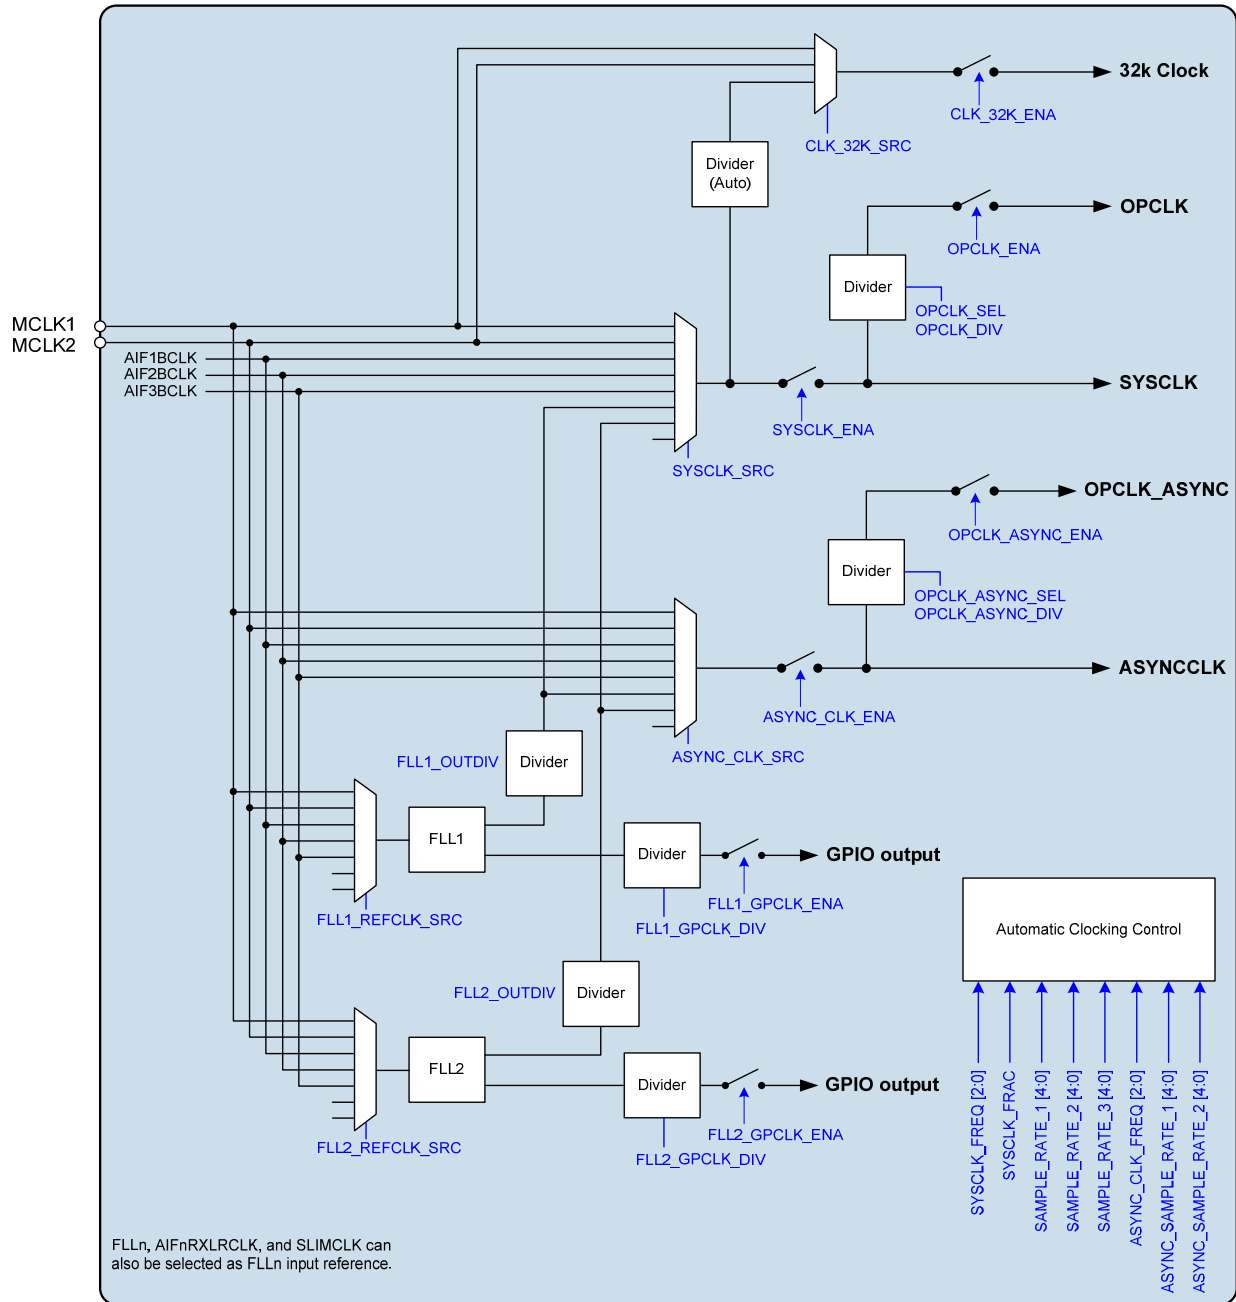 32k Clock
CLK_32K_ENA
CLK_32K_SRC
Divider
(Auto)
OPCLK
OPCLK_ENA
Divider
OPCLK_SEL
OPCLK_DIV
MCLK1
MCLK2
AIF1BCLK
AIF2BCLK
AIF3BCLK
SYSCLK
SYSCLK_ENA
SYSCLK_SRC
OPCLK_ASYNC
OPCLK_ASYNC_ENA
Divider
OPCLK_ASYNC_SEL
OPCLK_ASYNC_DIV
ASYNCCLK
ASYNC_CLK_ENA
ASYNC_CLK_SRC
FLL1_OUTDIV
Divider
FLL1
Divider
GPIO output
FLL1_GPCLK_ENA
FLL1_REFCLK_SRC
FLL1_GPCLK_DIV
Automatic Clocking Control
FLL2_OUTDIV
Divider
FLL2
Divider
GPIO output
FLL2_GPCLK_ENA
FLL2_REFCLK_SRC
FLL2_GPCLK_DIV
SYSCLK_FREQ [2:0]
SYSCLK_FRAC
SAMPLE_RATE_1 [4:0]
SAMPLE_RATE_2 [4:0]
SAMPLE_RATE_3 [4:0]
ASYNC_CLK_FREQ [2:0]
ASYNC_SAMPLE_RATE_1 [4:0]
ASYNC_SAMPLE_RATE_2 [4:0]
FLLn, AIFnRXLRCLK, and SLIMCLK can
also be selected as FLLn input reference.